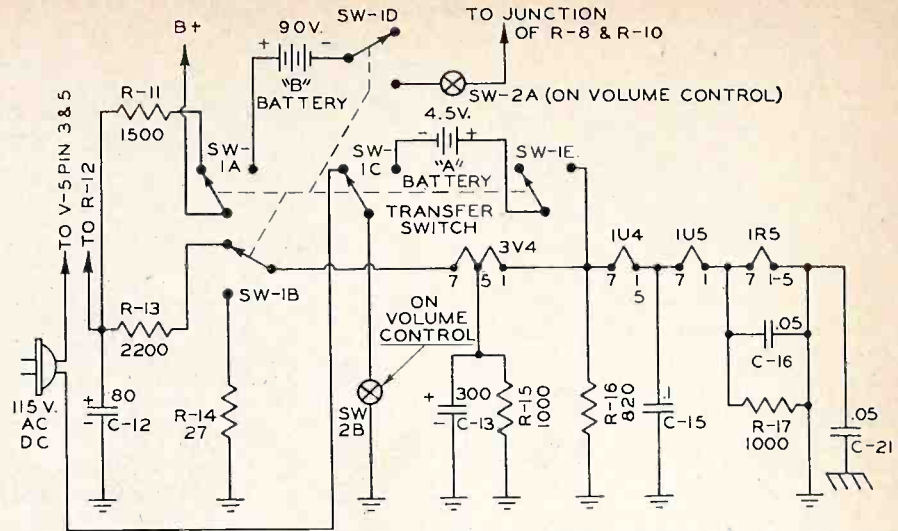 TO JUNCTION
OF R-8 & R-10
SW-1D
90V.
B+
+ -
"B"
BATTERY
SW-2A (ON VOLUME CONTROL)
R-11
1500
4.5V.
- +
"A"
BATTERY
SW-
1A
SW-
1C
SW-1E
TO V-5 PIN 3 & 5
TO R-12
TRANSFER
SWITCH
3V4
7 5 1
1U4
7 1
5
1U5
7 1
1R5
7 1-5
SW-1B
R-13
2200
ON
VOLUME
CONTROL
.05
C-16
115 V.
AC
DC
+ 80
-
C-12
R-14
27
SW
2B
+ 300
-
C-13
R-15
1000
R-16
820
.1
C-15
R-17
1000
.05
C-21